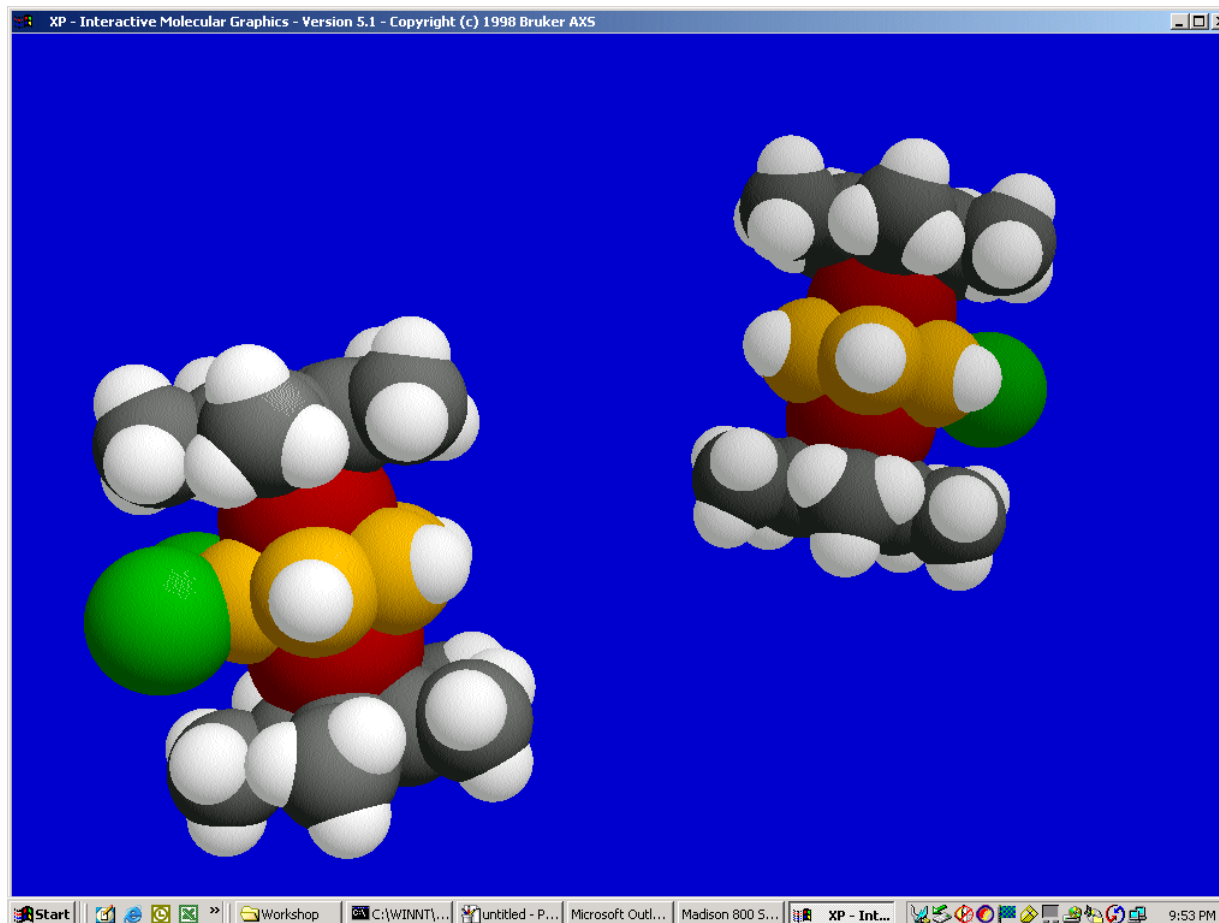 XP - Interactive Molecular Graphics - Version 5.1 - Copyright (c) 1998 Bruker AXS
Start » Workshop C:\WINNT\... untitled - P... Microsoft Outl... Madison 800 S... XP - Int... 9:53 PM